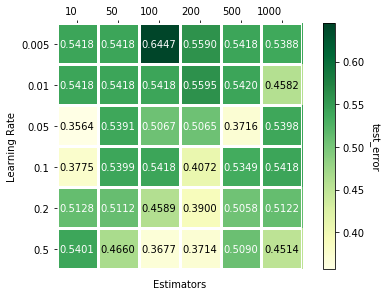 10 50 100 200 500 1000
0.005 0.5418 0.5418 0.6447 0.5590 0.5418 0.5388
0.01 0.5418 0.5418 0.5418 0.5595 0.5420 0.4582
0.05 0.3564 0.5391 0.5067 0.5065 0.3716 0.5398
0.1 0.3775 0.5399 0.5418 0.4072 0.5349 0.5418
0.2 0.5128 0.5112 0.4589 0.3900 0.5058 0.5122
0.5 0.5401 0.4660 0.3677 0.3714 0.5090 0.4514
Learning Rate
Estimators
0.60
0.55
0.50
0.45
0.40
test_error